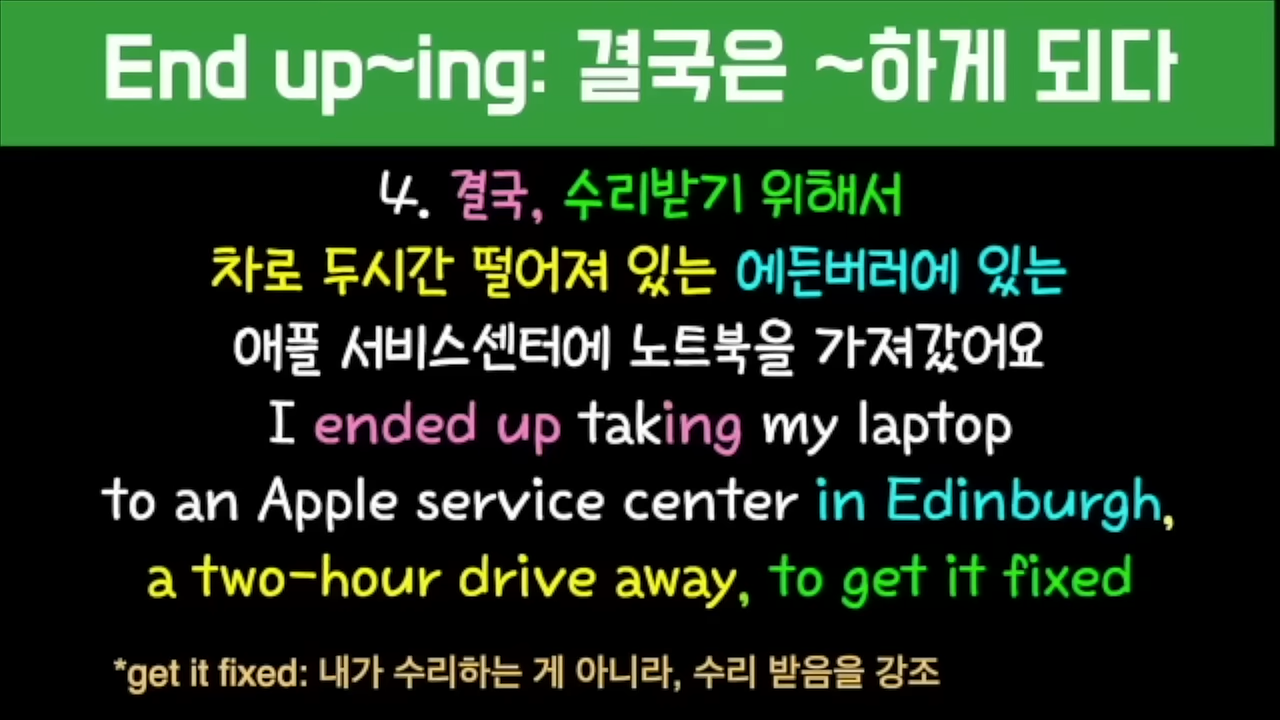 End up~ing: 결국은 ~하게 되다
4. 결국, 수리받기 위해서
차로 두시간 떨어져 있는 에든버러에 있는
애플 서비스센터에 노트북을 가져갔어요
I ended up taking my laptop
to an Apple service center in Edinburgh,
a two-hour drive away, to get it fixed
*get it fixed: 내가 수리하는 게 아니라, 수리 받음을 강조